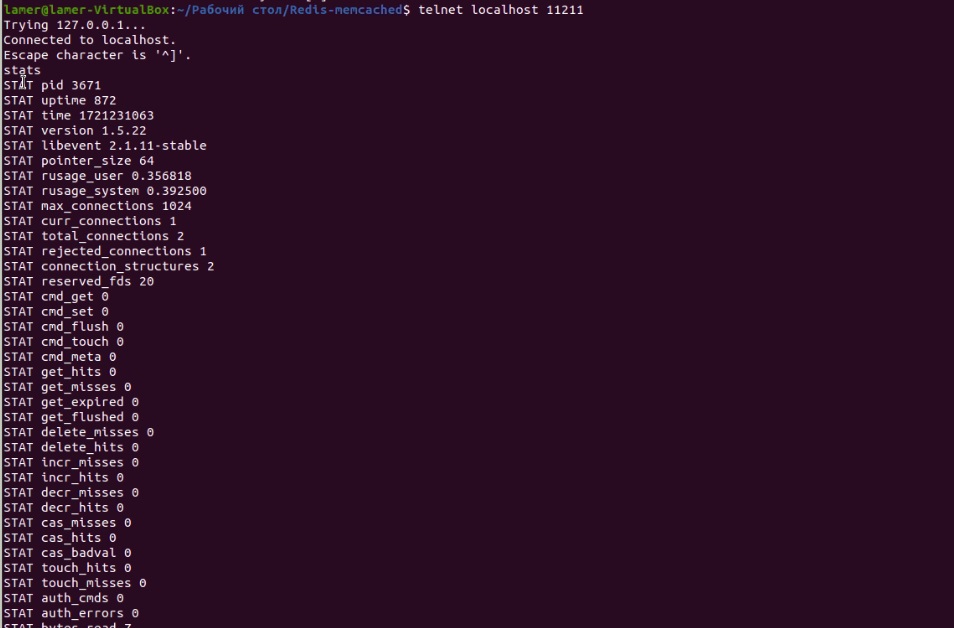 lamer@lamer-VirtualBox:~/Рабочий стол/Redis-memcached$ telnet localhost 11211
Trying 127.0.0.1...
Connected to localhost.
Escape character is '^]'.
stats
STAT pid 3671
STAT uptime 872
STAT time 1721231063
STAT version 1.5.22
STAT libevent 2.1.11-stable
STAT pointer_size 64
STAT rusage_user 0.356818
STAT rusage_system 0.392500
STAT max_connections 1024
STAT curr_connections 1
STAT total_connections 2
STAT rejected_connections 1
STAT connection_structures 2
STAT reserved_fds 20
STAT cmd_get 0
STAT cmd_set 0
STAT cmd_flush 0
STAT cmd_touch 0
STAT cmd_meta 0
STAT get_hits 0
STAT get_misses 0
STAT get_expired 0
STAT get_flushed 0
STAT delete_misses 0
STAT delete_hits 0
STAT incr_misses 0
STAT incr_hits 0
STAT decr_misses 0
STAT decr_hits 0
STAT cas_misses 0
STAT cas_hits 0
STAT cas_badval 0
STAT touch_hits 0
STAT touch_misses 0
STAT auth_cmds 0
STAT auth_errors 0
STAT bytes_read 7